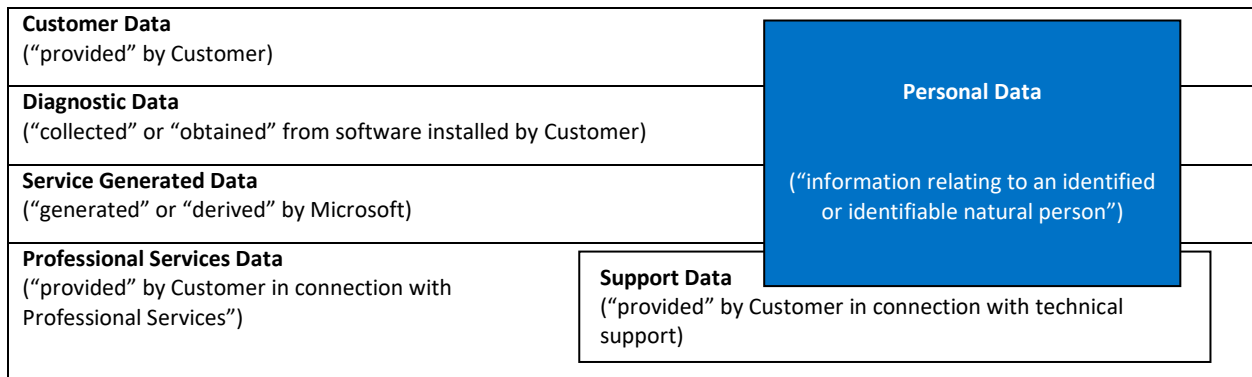 Customer Data
(“provided” by Customer)
Diagnostic Data
(“collected” or “obtained” from software installed by Customer)
Service Generated Data
(“generated” or “derived” by Microsoft)
Professional Services Data
(“provided” by Customer in connection with
Professional Services”)
Personal Data
(“information relating to an identified
or identifiable natural person”)
Support Data
(“provided” by Customer in connection with technical
support)